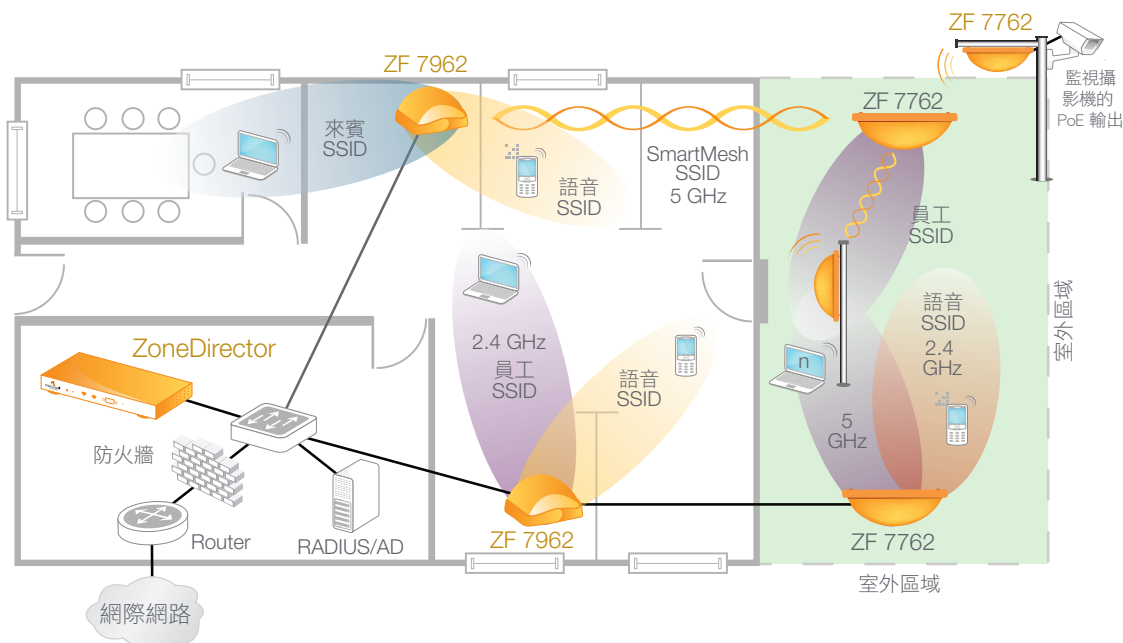 ZF 7762
ZF 7962
監視攝
影機的
PoE 輸出
ZF 7762
來賓
SSID
SmartMesh
SSID
5 GHz
語音
SSID
員工
SSID
語音
SSID
2.4
GHz
室外區域
ZoneDirector
2.4 GHz
員工
SSID
語音
SSID
n
5
GHz
防火牆
Router
RADIUS/AD
ZF 7962
ZF 7762
室外區域
網際網路